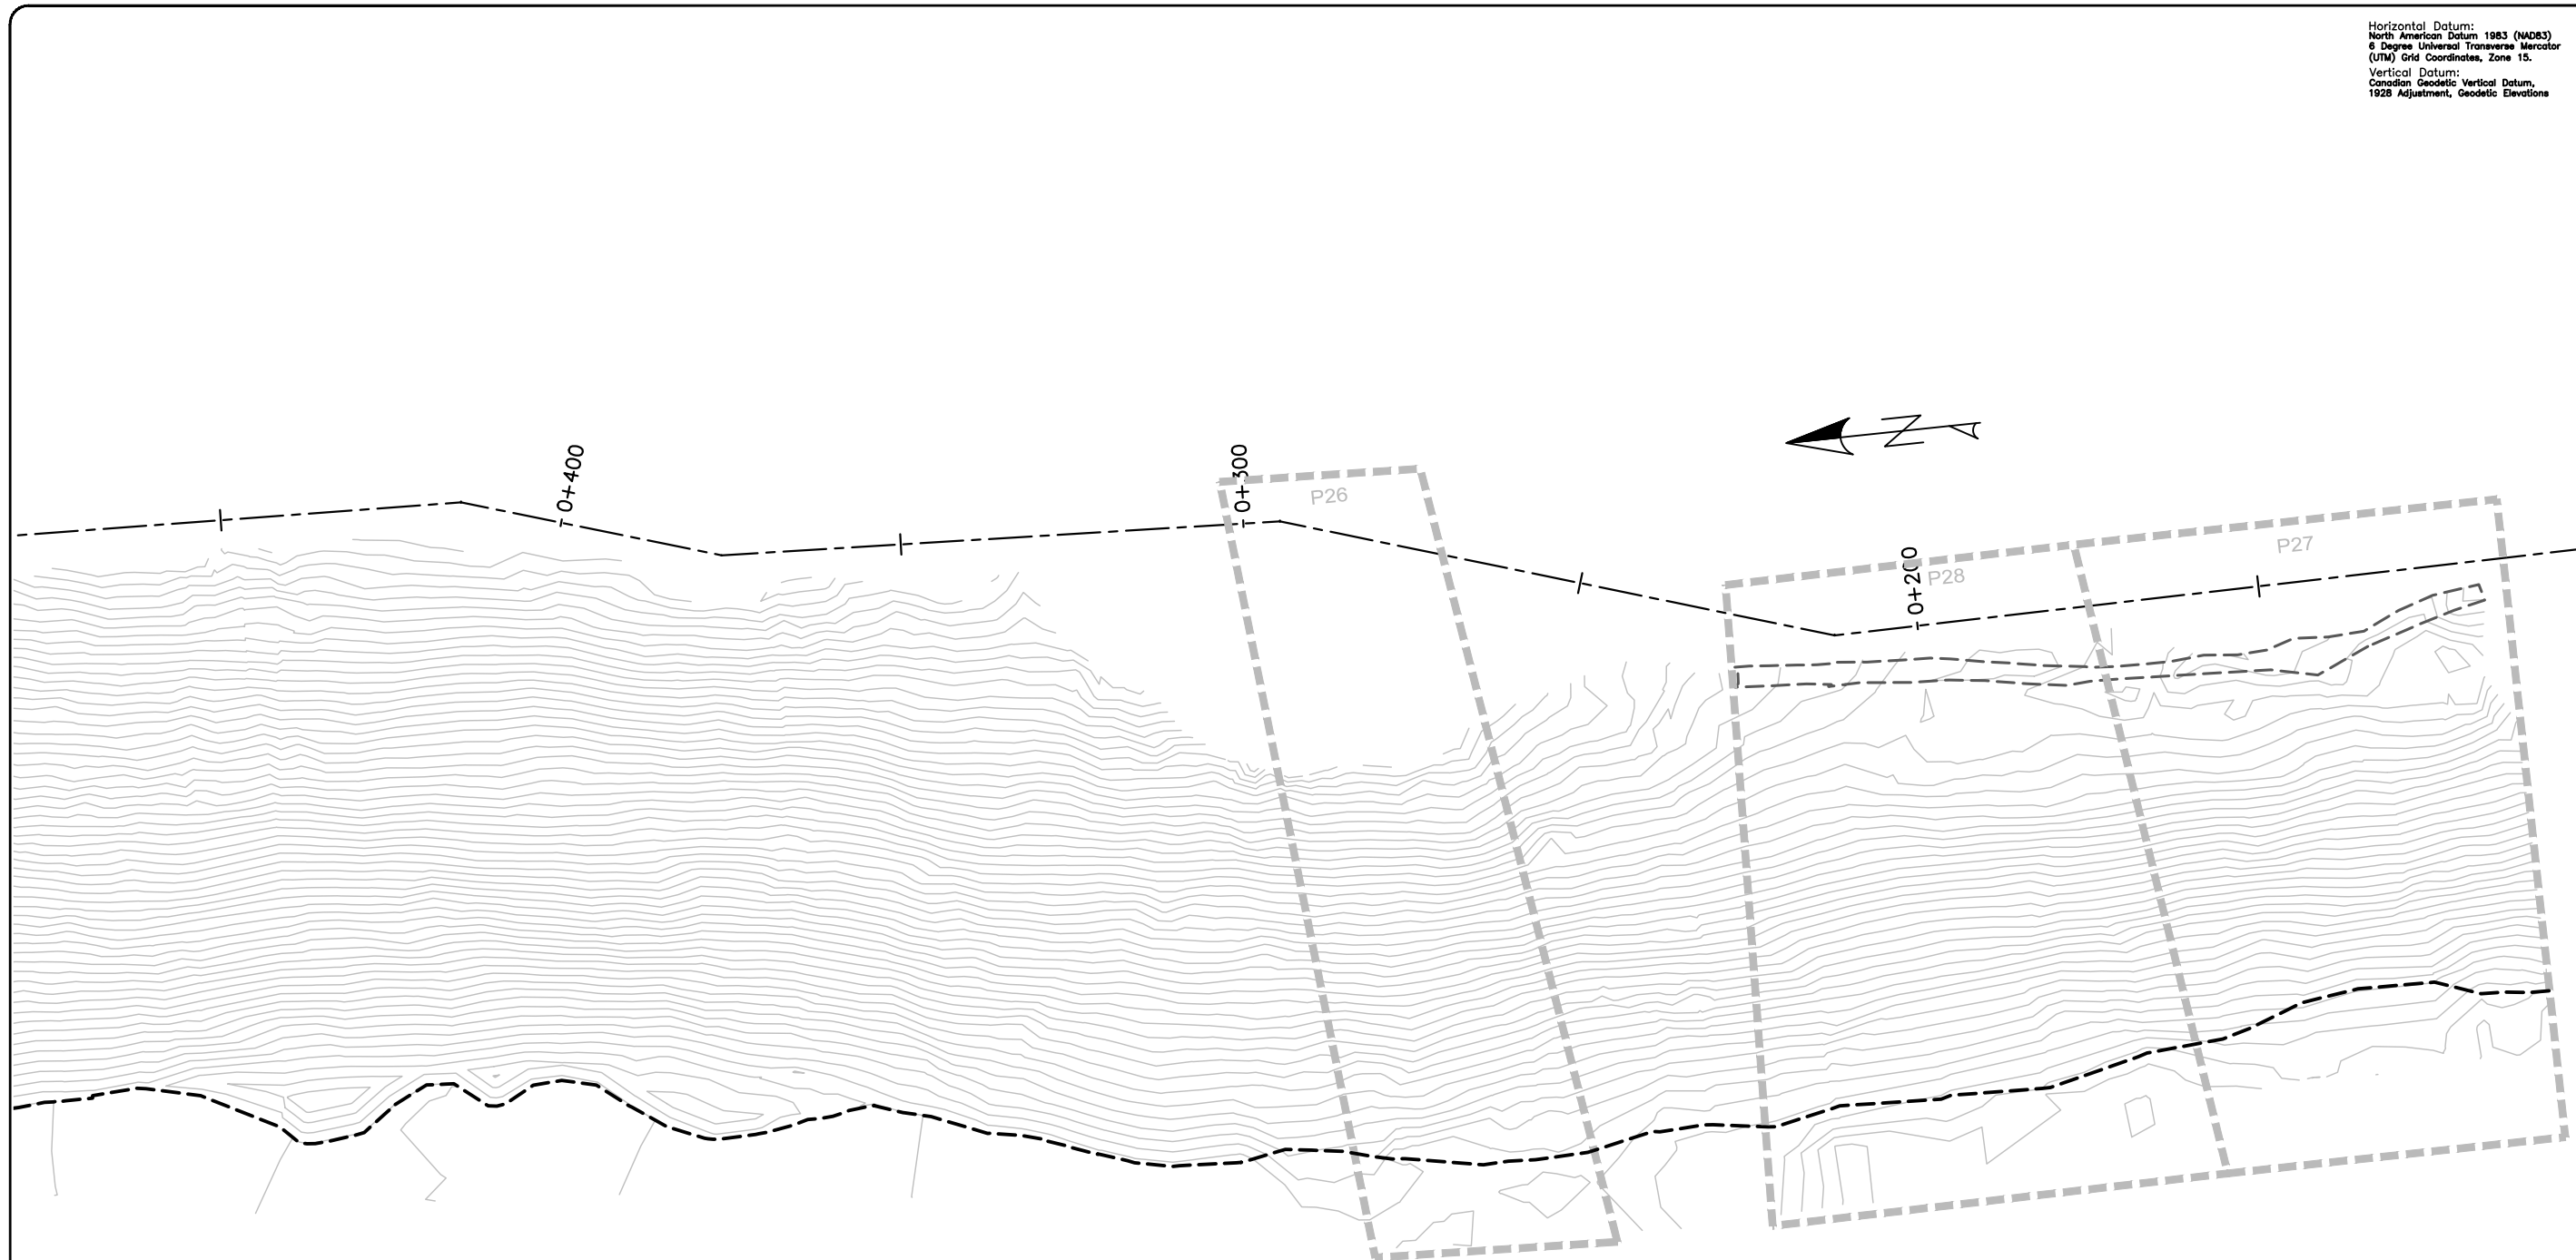 Horizontal Datum:
North American Datum 1983 (NAD83)
6 Degree Universal Transverse Mercator
(UTM) Grid Coordinates, Zone 15.
Vertical Datum:
Canadian Geodetic Vertical Datum,
1928 Adjustment, Geodetic Elevations
0+400
0+300
P26
0+200
P28
P27
N